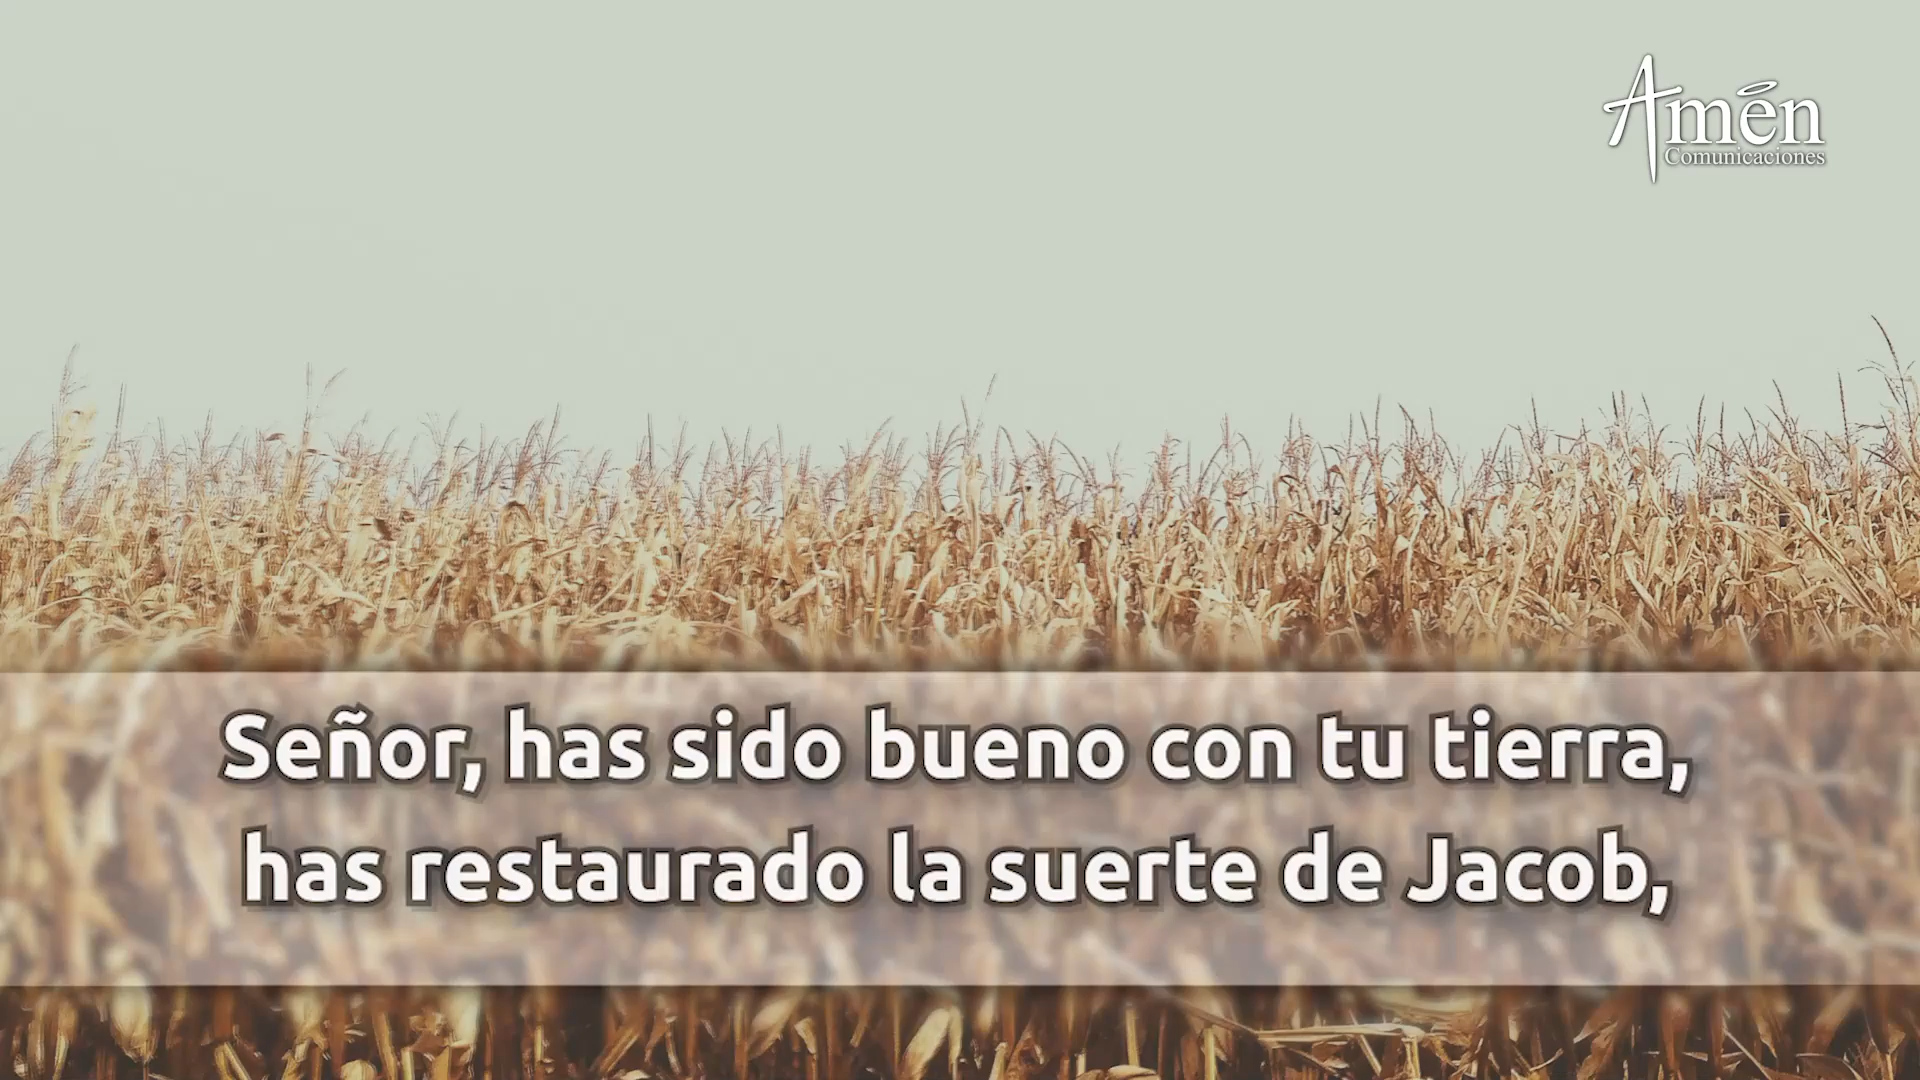 Amén
Comunicaciones
Señor, has sido bueno con tu tierra,
has restaurado la suerte de Jacob,